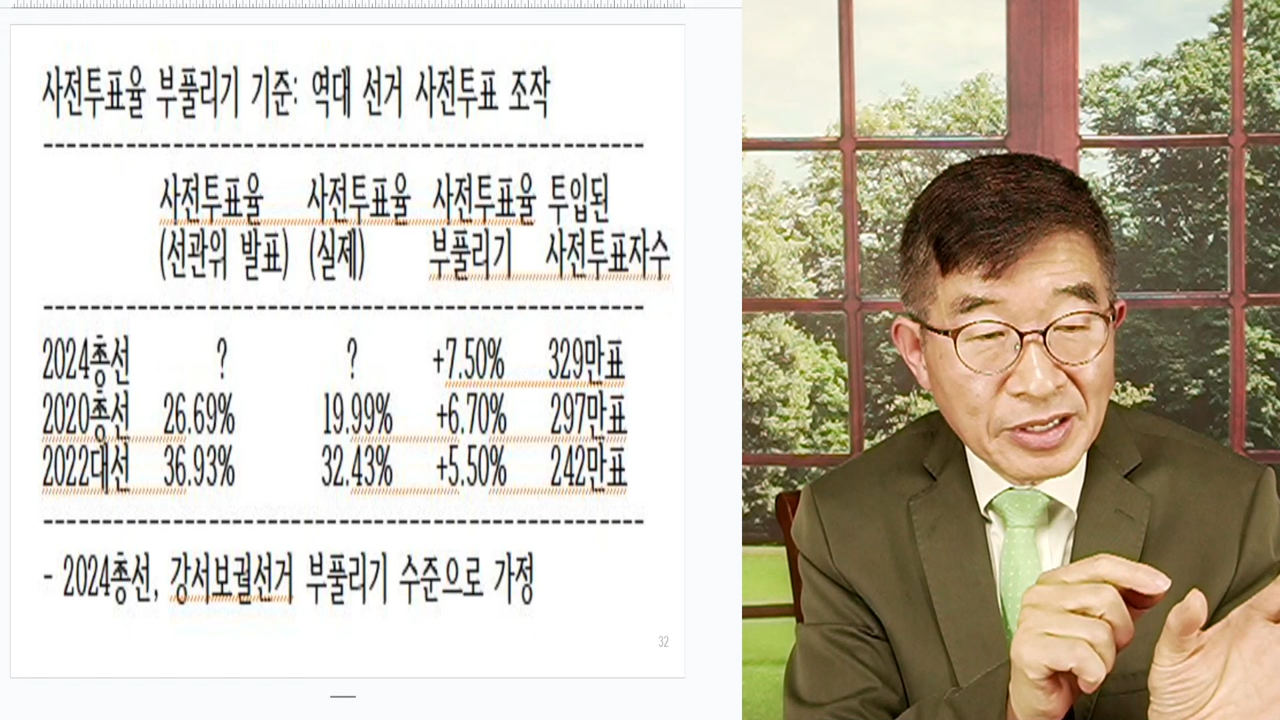 사전투표율 부풀리기 기준: 역대 선거 사전투표 조작
사전투표율 사전투표율 사전투표율 투입된
(선관위 발표) (실제) 부풀리기 사전투표자수
2024총선 ? ? +7.50% 329만표
2020총선 26.69% 19.99% +6.70% 297만표
2022대선 36.93% 32.43% +5.50% 242만표
- 2024총선, 강서보궐선거 부풀리기 수준으로 가정
32